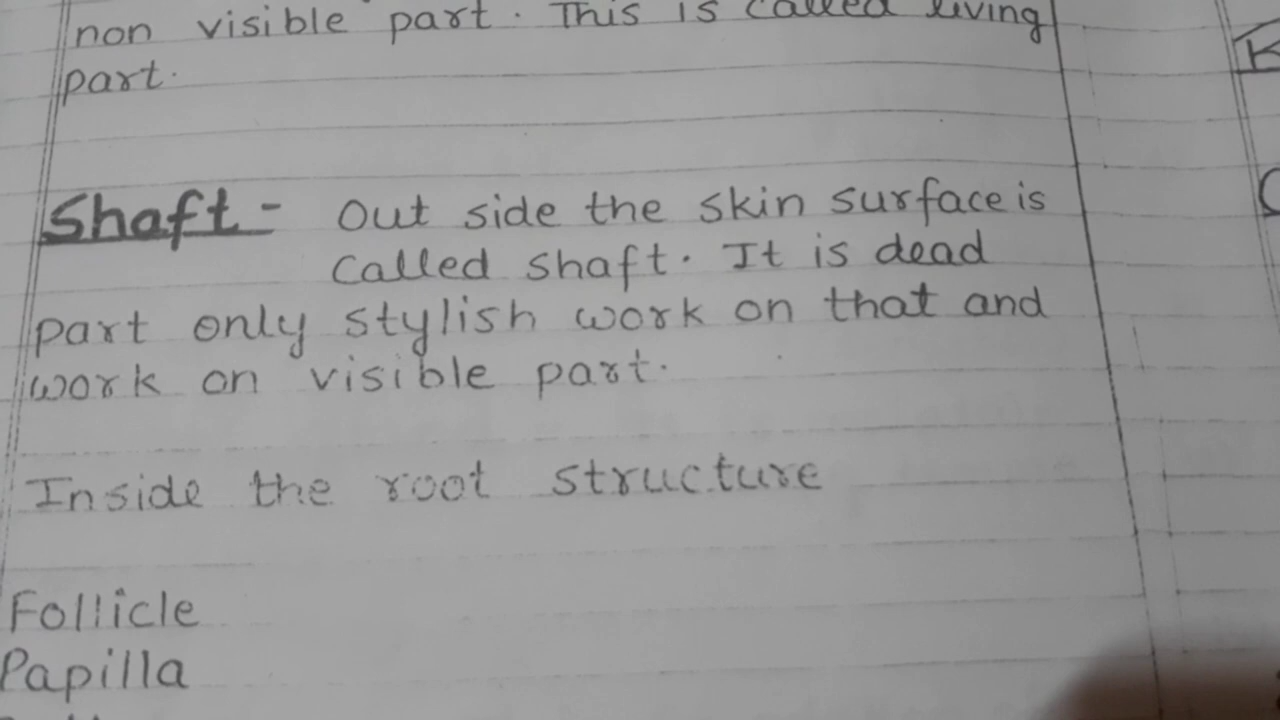 non visible part. This is called living
part.
Shaft - Out side the skin surface is
called shaft. It is dead
part only stylish work on that and
work on visible part.
Inside the root structure
Follicle
Papilla